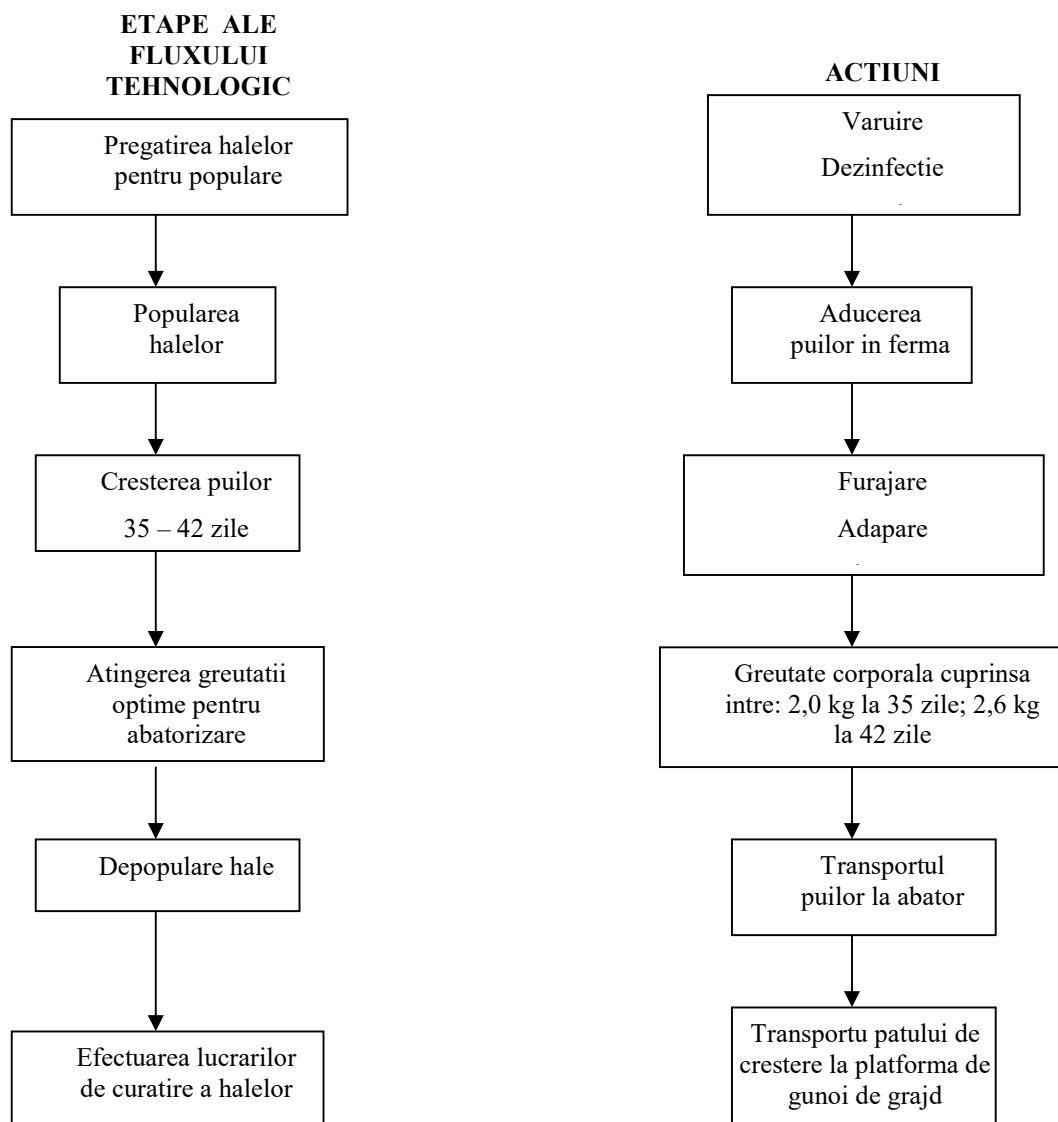 ETAPE ALE
FLUXULUI
TEHNOLOGIC
Pregatirea halelor
pentru populare
Popularea
halelor
Cresterea puilor
35 – 42 zile
Atingerea greutatii
optime pentru
abatorizare
Depopulare hale
Efectuarea lucrarilor
de curatire a halelor
ACTIUNI
Varuire
Dezinfectie
Aducerea
puilor in ferma
Furajare
Adapare
Greutate corporala cuprinsa
intre: 2,0 kg la 35 zile; 2,6 kg
la 42 zile
Transportul
puilor la abator
Transportu patului de
crestere la platforma de
gunoi de grajd